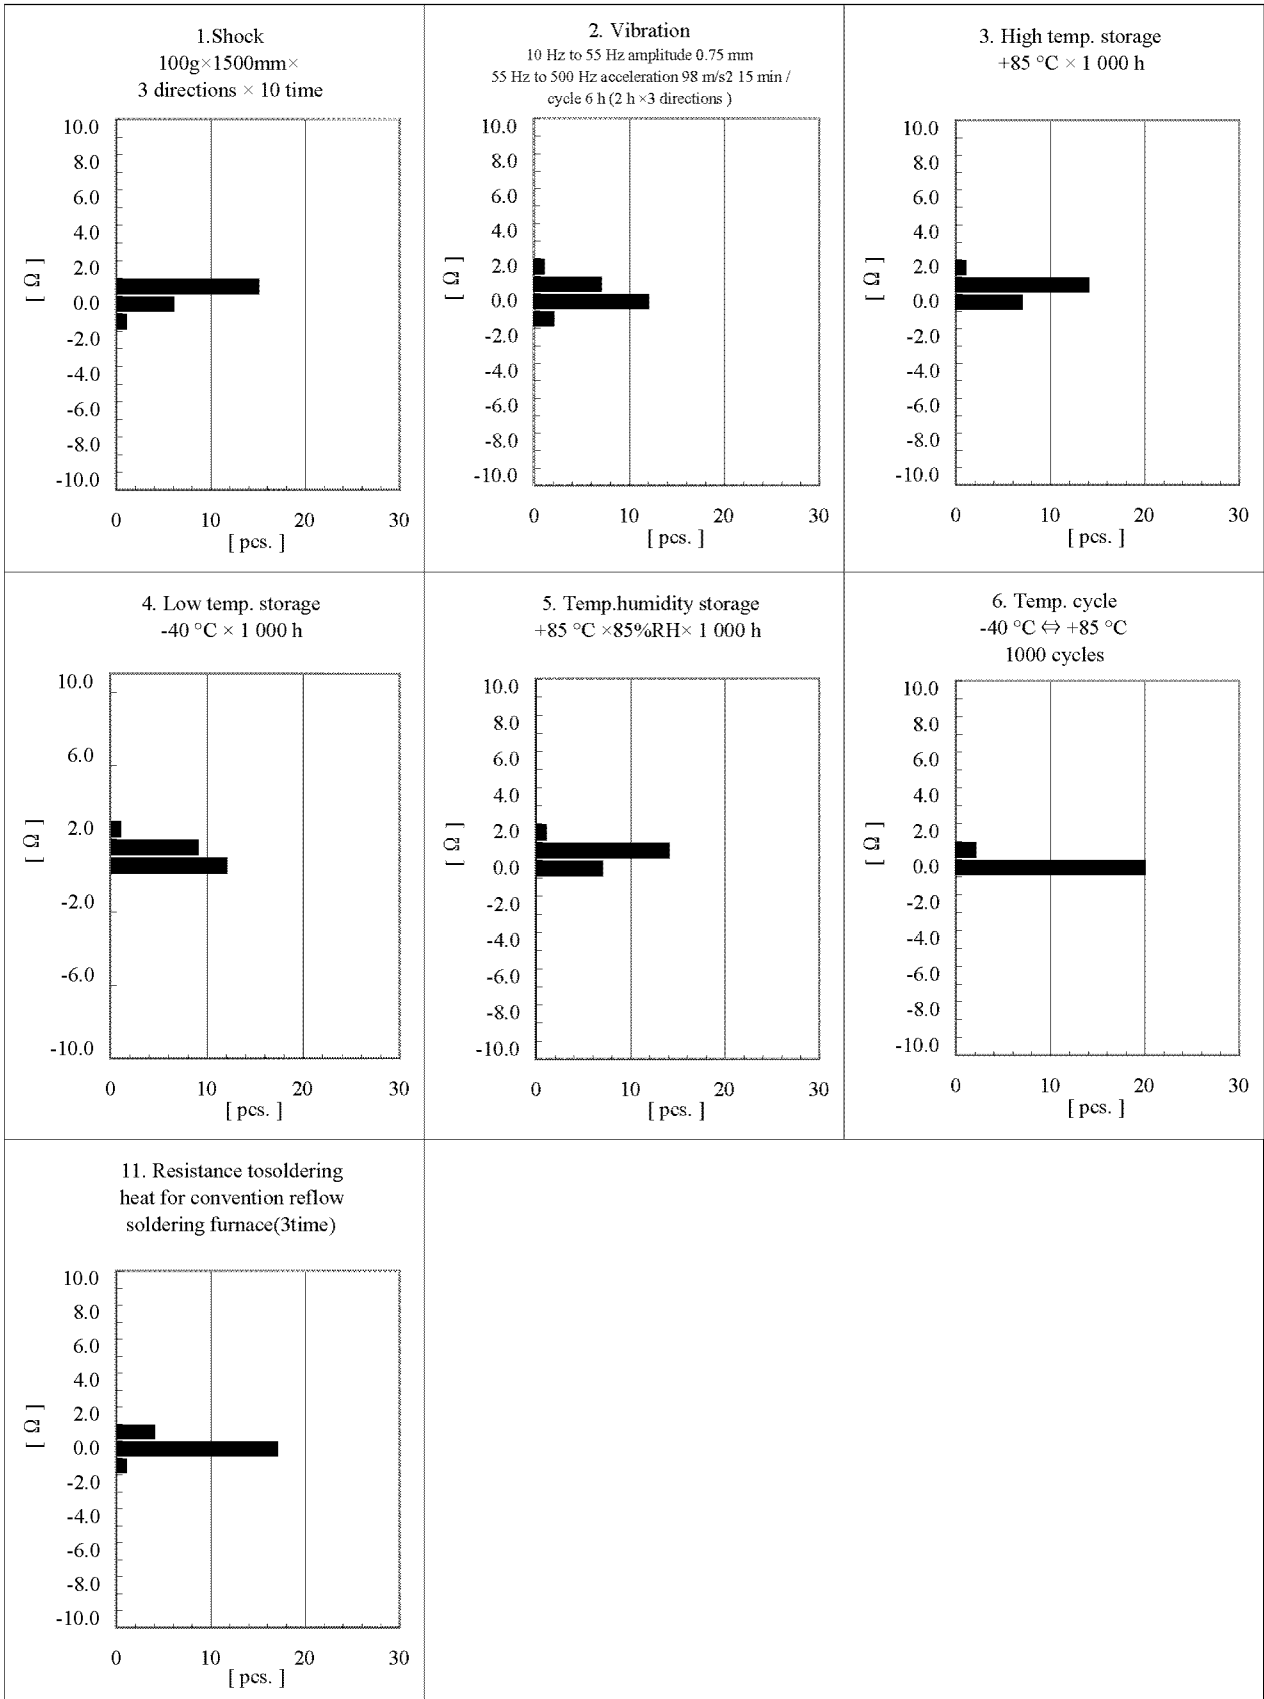 1.Shock
100g×1500mm×
3 directions × 10 time
10.0
8.0
6.0
4.0
2.0
0.0
-2.0
-4.0
-6.0
-8.0
-10.0
[ Ω ]
0 10 20 30
[ pcs. ]
2. Vibration
10 Hz to 55 Hz amplitude 0.75 mm
55 Hz to 500 Hz acceleration 98 m/s2 15 min /
cycle 6 h (2 h ×3 directions )
10.0
8.0
6.0
4.0
2.0
0.0
-2.0
-4.0
-6.0
-8.0
-10.0
[ Ω ]
0 10 20 30
[ pcs. ]
3. High temp. storage
+85 °C × 1 000 h
10.0
8.0
6.0
4.0
2.0
0.0
-2.0
-4.0
-6.0
-8.0
-10.0
[ Ω ]
0 10 20 30
[ pcs. ]
4. Low temp. storage
-40 °C × 1 000 h
10.0
6.0
2.0
-2.0
-6.0
-10.0
[ Ω ]
0 10 20 30
[ pcs. ]
5. Temp.humidity storage
+85 °C ×85%RH× 1 000 h
10.0
8.0
6.0
4.0
2.0
0.0
-2.0
-4.0
-6.0
-8.0
-10.0
[ Ω ]
0 10 20 30
[ pcs. ]
6. Temp. cycle
-40 °C ⇔ +85 °C
1000 cycles
10.0
8.0
6.0
4.0
2.0
0.0
-2.0
-4.0
-6.0
-8.0
-10.0
[ Ω ]
0 10 20 30
[ pcs. ]
11. Resistance tosoldering
heat for convention reflow
soldering furnace(3time)
10.0
8.0
6.0
4.0
2.0
0.0
-2.0
-4.0
-6.0
-8.0
-10.0
[ Ω ]
0 10 20 30
[ pcs. ]